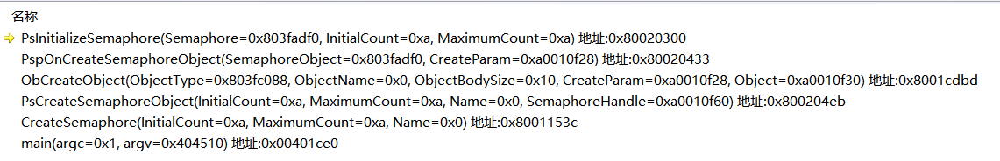 名称
PsInitializeSemaphore(Semaphore=0x803fadf0, InitialCount=0xa, MaximumCount=0xa) 地址:0x80020300
PspOnCreateSemaphoreObject(SemaphoreObject=0x803fadf0, CreateParam=0xa0010f28) 地址:0x80020433
ObCreateObject(ObjectType=0x803fc088, ObjectName=0x0, ObjectBodySize=0x10, CreateParam=0xa0010f28, Object=0xa0010f30) 地址:0x8001cdbd
PsCreateSemaphoreObject(InitialCount=0xa, MaximumCount=0xa, Name=0x0, SemaphoreHandle=0xa0010f60) 地址:0x800204eb
CreateSemaphore(InitialCount=0xa, MaximumCount=0xa, Name=0x0) 地址:0x8001153c
main(argc=0x1, argv=0x404510) 地址:0x00401ce0